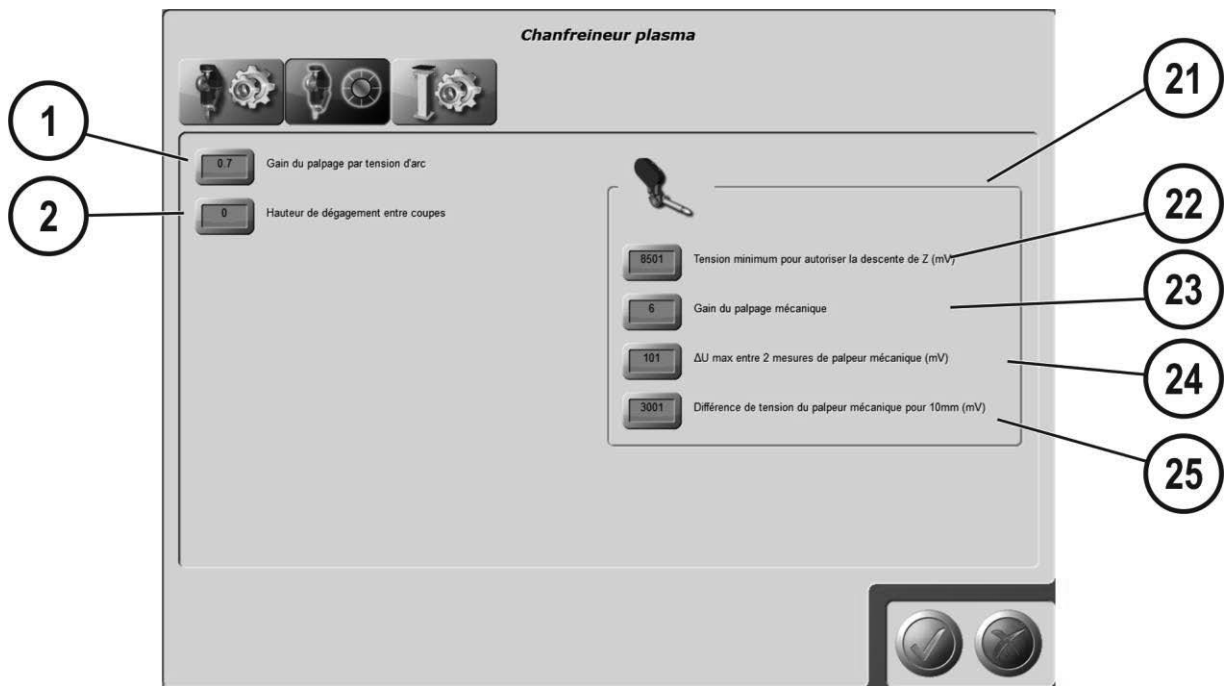 Chanfreineur plasma
1
0.7 Gain du palpage par tension d'arc
2
0 Hauteur de dégagement entre coupes
21
22
8501 Tension minimum pour autoriser la descente de Z (mV)
23
6 Gain du palpage mécanique
24
101 ΔU max entre 2 mesures de palpeur mécanique (mV)
25
3001 Différence de tension du palpeur mécanique pour 10mm (mV)